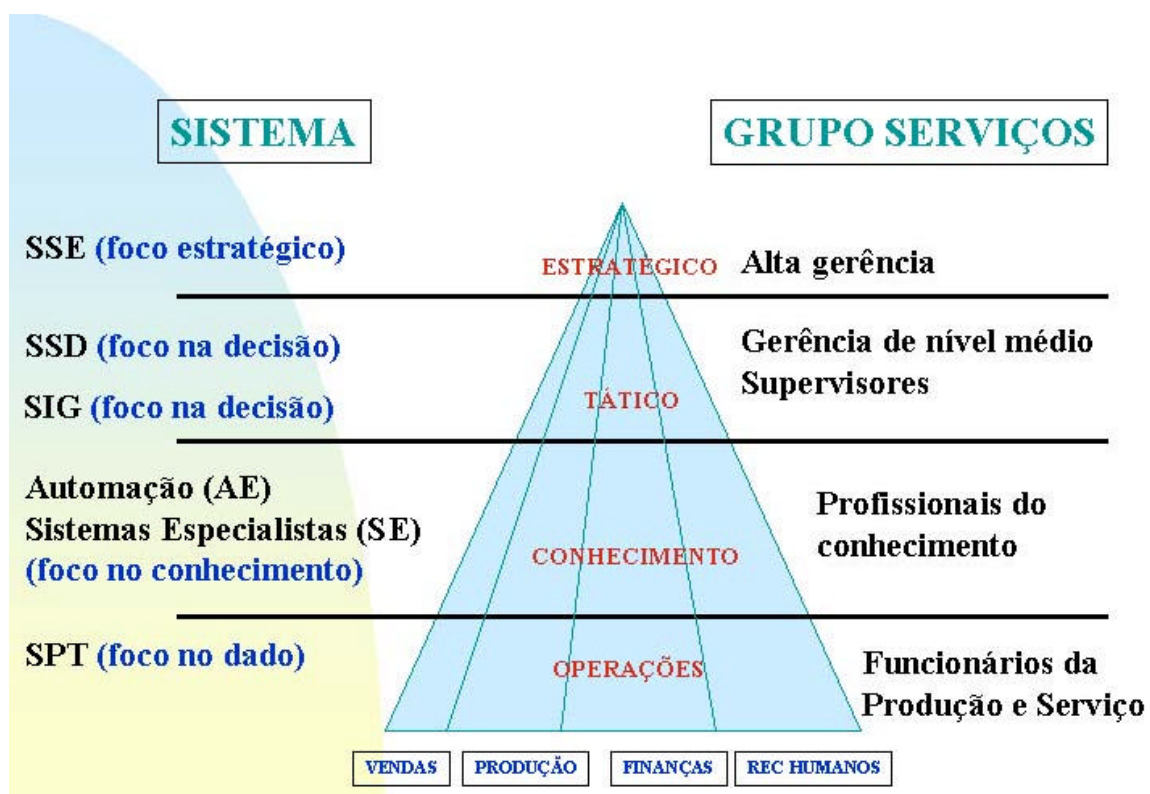 SISTEMA
GRUPO SERVIÇOS
SSE (foco estratégico)
ESTRATÉGICO
Alta gerência
SSD (foco na decisão)
SIG (foco na decisão)
TÁTICO
Gerência de nível médio
Supervisores
Automação (AE)
Sistemas Especialistas (SE)
(foco no conhecimento)
CONHECIMENTO
Profissionais do
conhecimento
SPT (foco no dado)
OPERAÇÕES
Funcionários da
Produção e Serviço
VENDAS
PRODUÇÃO
FINANÇAS
REC HUMANOS